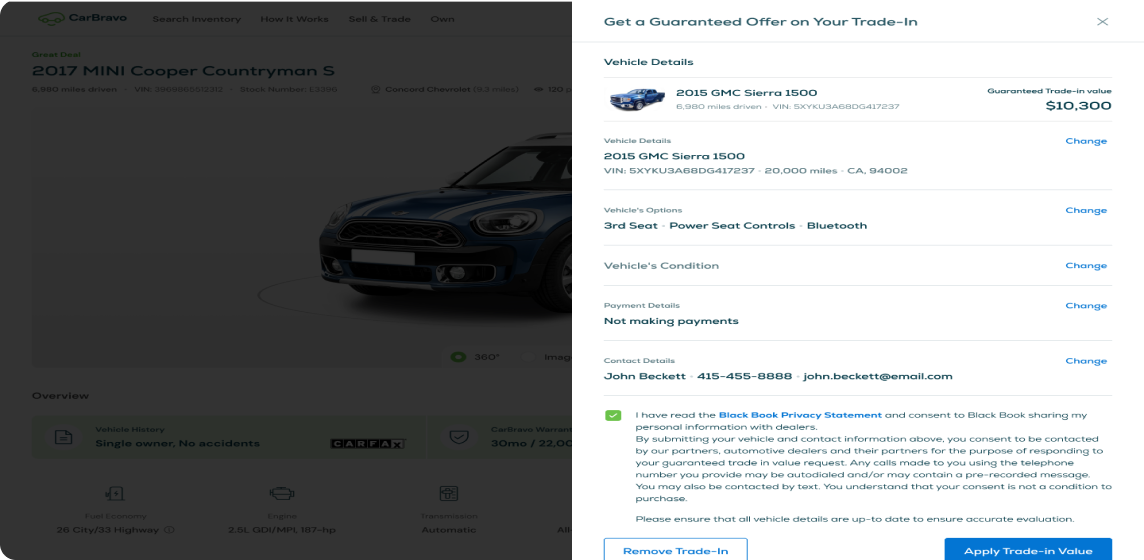 CarBravo
Search Inventory
How It Works
Sell & Trade
Own
Great Deal
2017 MINI Cooper Countryman S
6,980 miles driven
Stock Number: £3396
Concord Chevrolet (9.3 miles)
120
360°
Overview
Vehicle History
Single owner, No accidents
CARFAX
CarBravo
30mo / 22,00
Fuel Economy
26 City/33 Highway
Engine
2.5L GDI/MPI, 187-hp
Transmission
Automatic
Get a Guaranteed Offer on Your Trade-In
Vehicle Details
2015 GMC Sierra 1500
6,980 miles driven · VIN: 5XYKU3A68DG417237
Guaranteed Trade-in value
$10,300
Vehicle Details
Change
2015 GMC Sierra 1500
VIN: 5XYKU3A68DG417237 · 20,000 miles · CA, 94002
Vehicle's Options
Change
3rd Seat · Power Seat Controls · Bluetooth
Vehicle's Condition
Change
Payment Details
Change
Not making payments
Contact Details
Change
John Beckett · 415-455-8888 · john.beckett@email.com
I have read the Black Book Privacy Statement and consent to Black Book sharing my
personal information with dealers.
By submitting your vehicle and contact information above, you consent to be contacted
by our partners, automotive dealers and their partners for the purpose of responding to
your guaranteed trade in value request. Any calls made to you using the telephone
number you provide may be autodialed and/or may contain a pre-recorded message.
You may also be contacted by text. You understand that your consent is not a condition to
purchase.
Please ensure that all vehicle details are up-to date to ensure accurate evaluation.
Remove Trade-In
Apply Trade-in Value